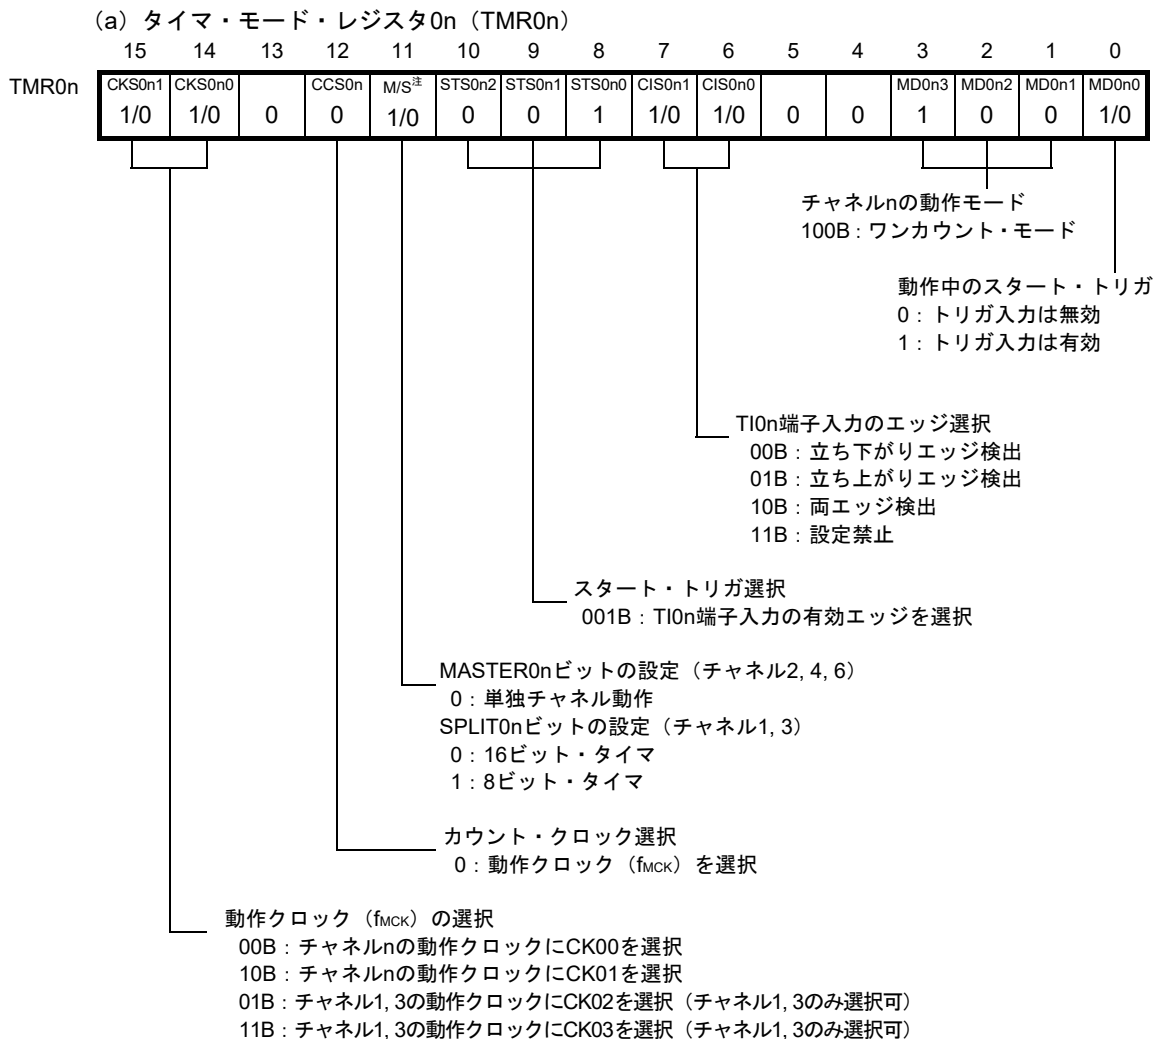 (a) タイマ・モード・レジスタ0n（TMR0n）
15 14 13 12 11 10 9 8 7 6 5 4 3 2 1 0
TMR0n
CKS0n1 CKS0n0 CCS0n M/S注 STS0n2 STS0n1 STS0n0 CIS0n1 CIS0n0 MD0n3 MD0n2 MD0n1 MD0n0
1/0 1/0 0 0 1/0 0 0 1 1/0 1/0 0 0 1 0 0 1/0
チャネルnの動作モード
100B：ワンカウント・モード
動作中のスタート・トリガ
0：トリガ入力は無効
1：トリガ入力は有効
TI0n端子入力のエッジ選択
00B：立ち下がりエッジ検出
01B：立ち上がりエッジ検出
10B：両エッジ検出
11B：設定禁止
スタート・トリガ選択
001B：TI0n端子入力の有効エッジを選択
MASTER0nビットの設定（チャネル2, 4, 6）
0：単独チャネル動作
SPLIT0nビットの設定（チャネル1, 3）
0：16ビット・タイマ
1：8ビット・タイマ
カウント・クロック選択
0：動作クロック（fMCK）を選択
動作クロック（fMCK）の選択
00B：チャネルnの動作クロックにCK00を選択
10B：チャネルnの動作クロックにCK01を選択
01B：チャネル1, 3の動作クロックにCK02を選択（チャネル1, 3のみ選択可）
11B：チャネル1, 3の動作クロックにCK03を選択（チャネル1, 3のみ選択可）